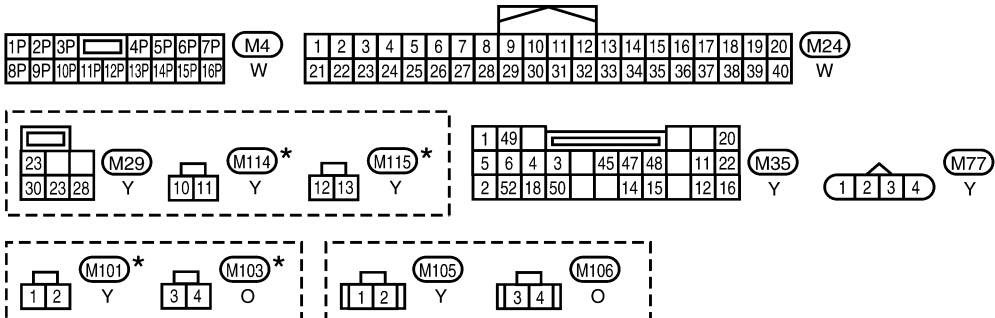 1P 2P 3P 4P 5P 6P 7P M4
8P 9P 10P 11P 12P 13P 14P 15P 16P W
1 2 3 4 5 6 7 8 9 10 11 12 13 14 15 16 17 18 19 20 M24
21 22 23 24 25 26 27 28 29 30 31 32 33 34 35 36 37 38 39 40 W
23 M29
30 23 28 Y
M114 *
10 11 Y
M115 *
12 13 Y
1 49 20
5 6 4 3 45 47 48 11 22 M35
2 52 18 50 14 15 12 16 Y
M77
1 2 3 4 Y
M101 *
1 2 Y
M103 *
3 4 O
M105
1 2 Y
M106
3 4 O